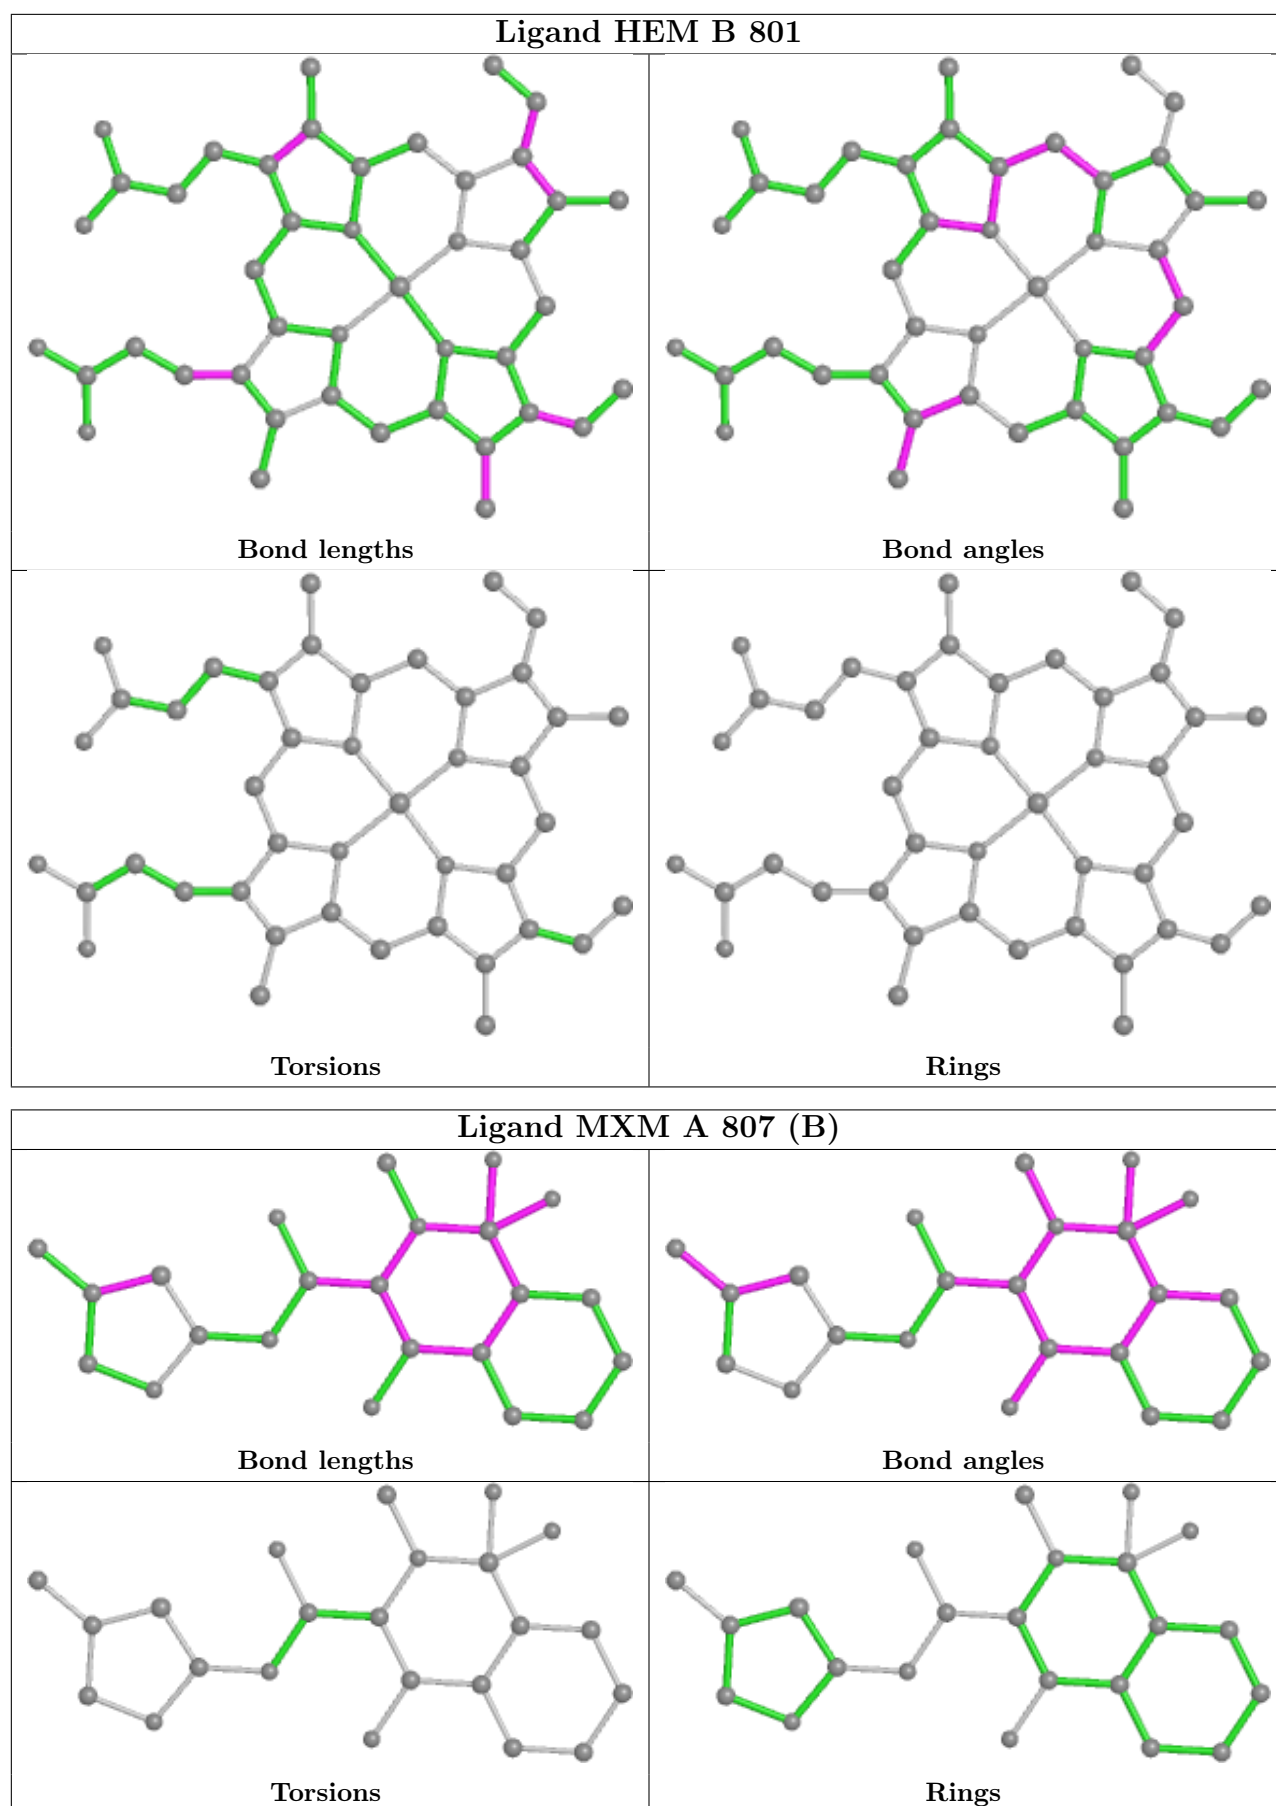 Ligand HEM B 801
Bond lengths
Bond angles
Torsions
Rings
Ligand MXM A 807 (B)
Bond lengths
Bond angles
Torsions
Rings